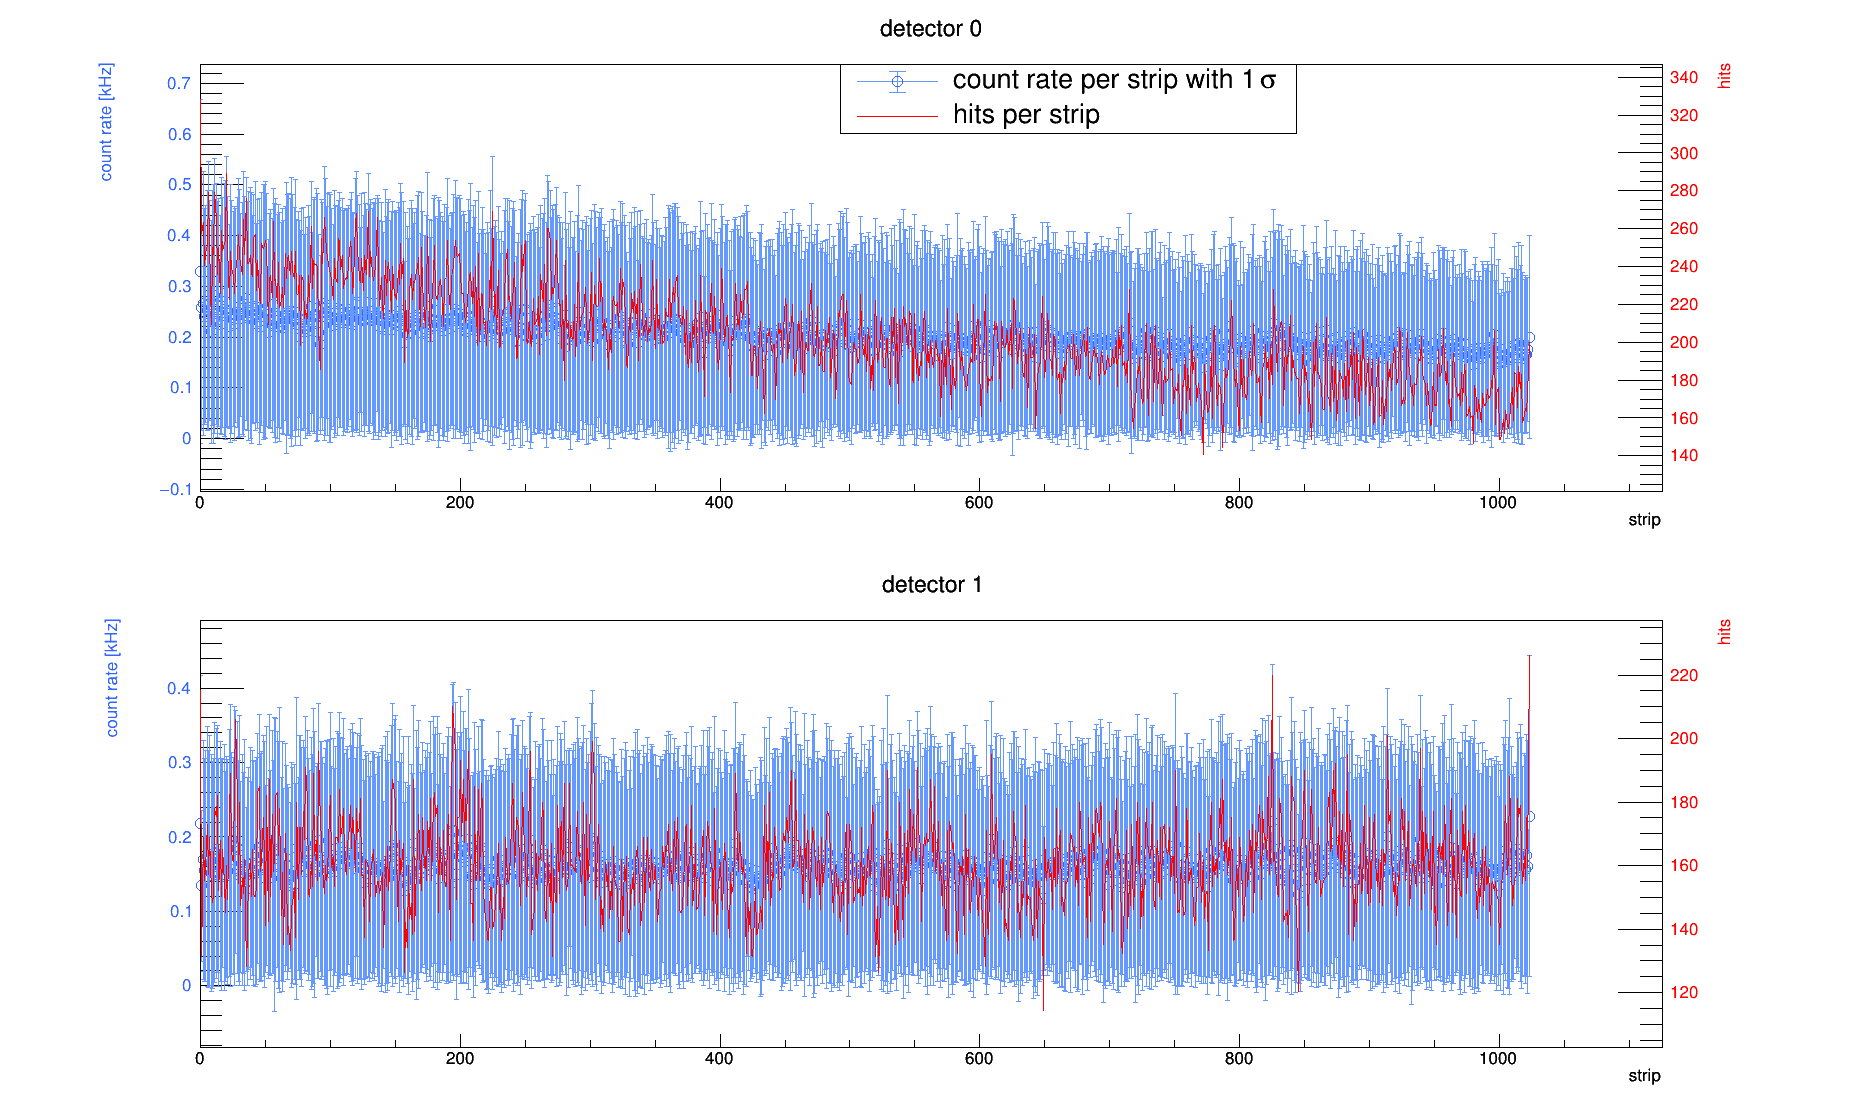 detector 0
count rate [kHz]
0.7
0.6
0.5
0.4
0.3
0.2
0.1
0
−0.1
count rate per strip with 1 σ
hits per strip
hits
340
320
300
280
260
240
220
200
180
160
140
0 200 400 600 800 1000
strip
detector 1
count rate [kHz]
0.4
0.3
0.2
0.1
0
hits
220
200
180
160
140
120
0 200 400 600 800 1000
strip